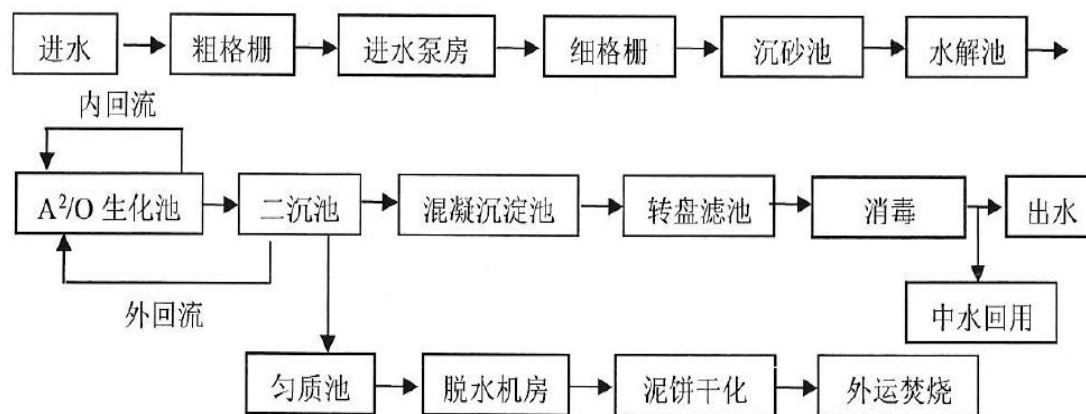 进水
粗格栅
进水泵房
细格栅
沉砂池
水解池
内回流
A²/O 生化池
二沉池
混凝沉淀池
转盘滤池
消毒
出水
外回流
中水回用
匀质池
脱水机房
泥饼干化
外运焚烧